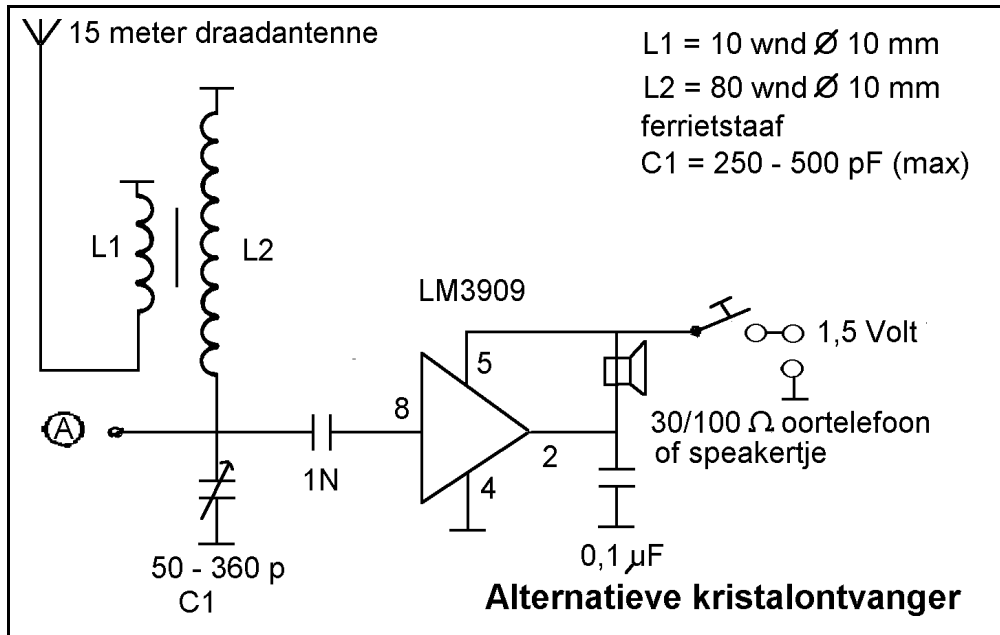 15 meter draadantenne
L1 = 10 wnd Ø 10 mm
L2 = 80 wnd Ø 10 mm
ferrietstaaf
C1 = 250 - 500 pF (max)
L1
L2
LM3909
5
1,5 Volt
A
8
30/100 Ω oortelefoon
of speakertje
2
1N
4
50 - 360 p
C1
0,1 µF
Alternatieve kristalontvanger